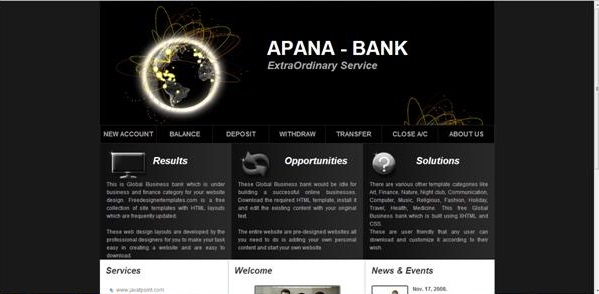 APANA - BANK
ExtraOrdinary Service
NEW ACCOUNT BALANCE DEPOSIT WITHDRAW TRANSFER CLOSE A/C ABOUT US
Results
This is Global Business bank which is under
business and finance category for your website
design. Freedesignertemplates.com is a free
collection of site templates with HTML layouts
which are frequently updated.
These web design layouts are developed by the
professional designers for you to make your task
easy in creating a website and are easy to
download.
Opportunities
These Global Business bank would be idle for
building a successful online businesses.
Download the required HTML template, install it
and edit the existing content with your original
text.
The entire website are pre-designed websites all
you need to do is adding your own personal
content and start your own website
Solutions
There are various other template categories like
Art, Finance, Nature, Night club, Communication,
Computer, Music, Religious, Fashion, Holiday,
Travel, Health, Medicine. This free Global
Business bank which is built using XHTML and
CSS.
These are user friendly that any user can
download and customize it according to their
wish.
Services
www.javatpoint.com
Welcome
News & Events
Nov. 17, 2008.